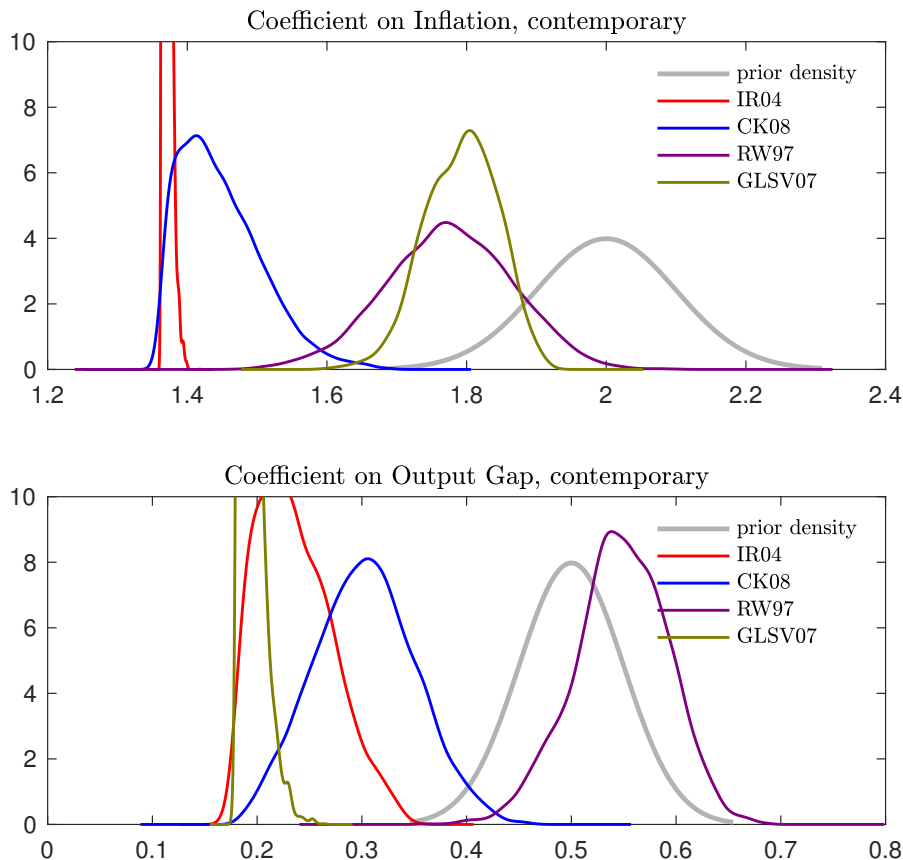 Coefficient on Inflation, contemporary
10
8
6
4
2
0
prior density
IR04
CK08
RW97
GLSV07
1.2 1.4 1.6 1.8 2 2.2 2.4
Coefficient on Output Gap, contemporary
10
8
6
4
2
0
prior density
IR04
CK08
RW97
GLSV07
0 0.1 0.2 0.3 0.4 0.5 0.6 0.7 0.8